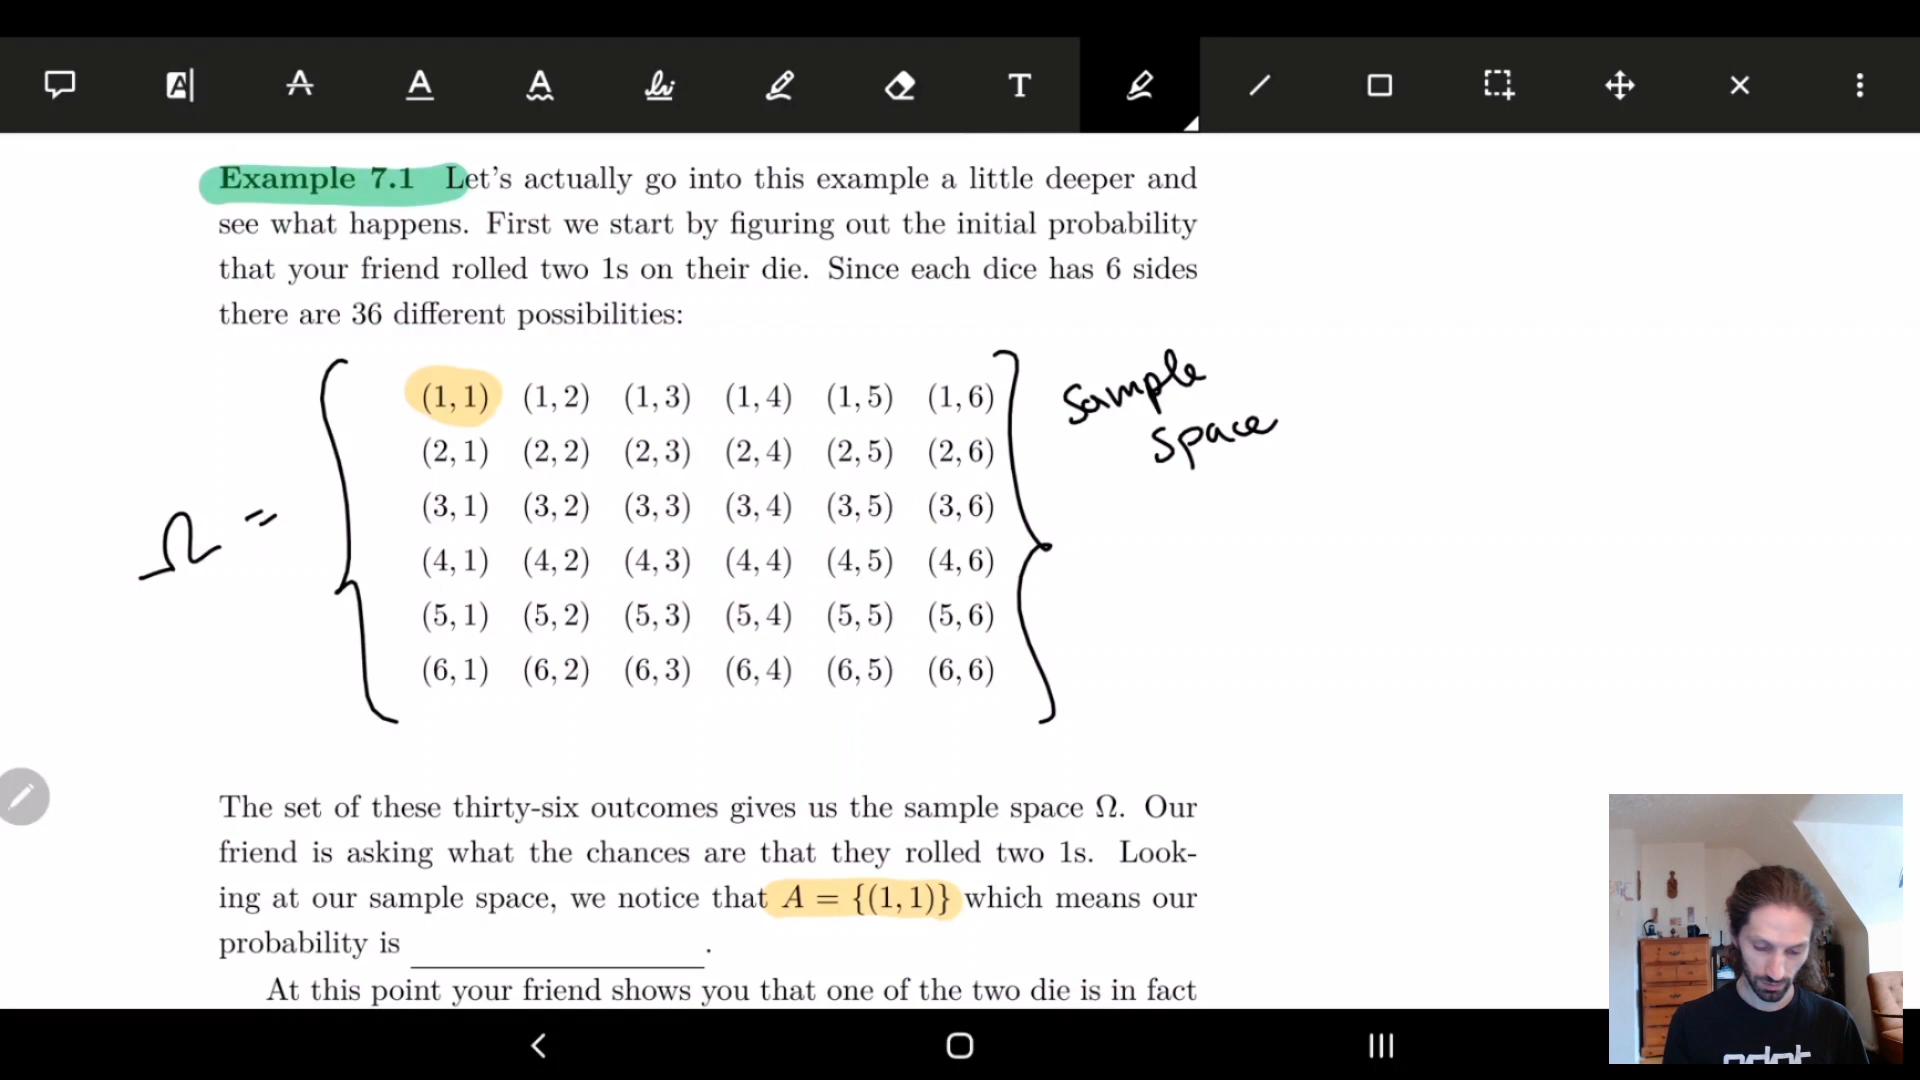 Example 7.1 Let's actually go into this example a little deeper and
see what happens. First we start by figuring out the initial probability
that your friend rolled two 1s on their die. Since each dice has 6 sides
there are 36 different possibilities:
(1, 1) (1, 2) (1, 3) (1, 4) (1, 5) (1, 6)
(2, 1) (2, 2) (2, 3) (2, 4) (2, 5) (2, 6)
(3, 1) (3, 2) (3, 3) (3, 4) (3, 5) (3, 6)
(4, 1) (4, 2) (4, 3) (4, 4) (4, 5) (4, 6)
(5, 1) (5, 2) (5, 3) (5, 4) (5, 5) (5, 6)
(6, 1) (6, 2) (6, 3) (6, 4) (6, 5) (6, 6)
Ω =
Sample
Space
The set of these thirty-six outcomes gives us the sample space Ω. Our
friend is asking what the chances are that they rolled two 1s. Look-
ing at our sample space, we notice that A = {(1, 1)} which means our
probability is ____________.
At this point your friend shows you that one of the two die is in fact